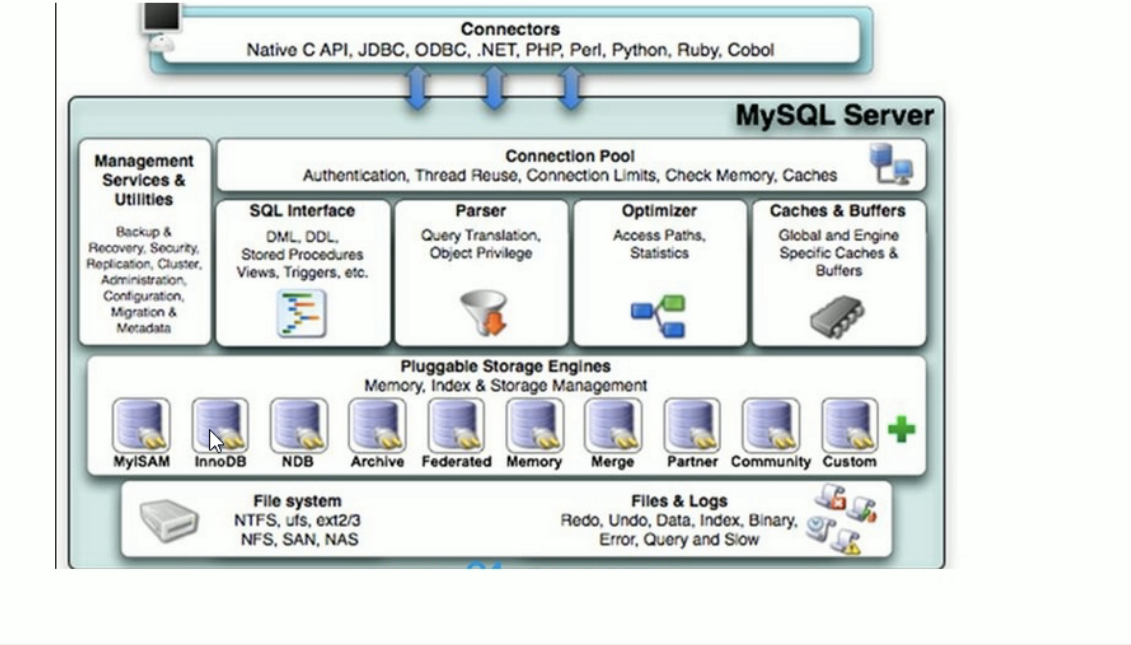 Connectors
Native C API, JDBC, ODBC, .NET, PHP, Perl, Python, Ruby, Cobol
MySQL Server
Management
Services &
Utilities
Backup &
Recovery, Security,
Replication, Cluster,
Administration,
Configuration,
Migration &
Metadata
Connection Pool
Authentication, Thread Reuse, Connection Limits, Check Memory, Caches
SQL Interface
DML, DDL,
Stored Procedures
Views, Triggers, etc.
Parser
Query Translation,
Object Privilege
Optimizer
Access Paths,
Statistics
Caches & Buffers
Global and Engine
Specific Caches &
Buffers
Pluggable Storage Engines
Memory, Index & Storage Management
MyISAM
InnoDB
NDB
Archive
Federated
Memory
Merge
Partner
Community
Custom
File system
NTFS, ufs, ext2/3
NFS, SAN, NAS
Files & Logs
Redo, Undo, Data, Index, Binary,
Error, Query and Slow